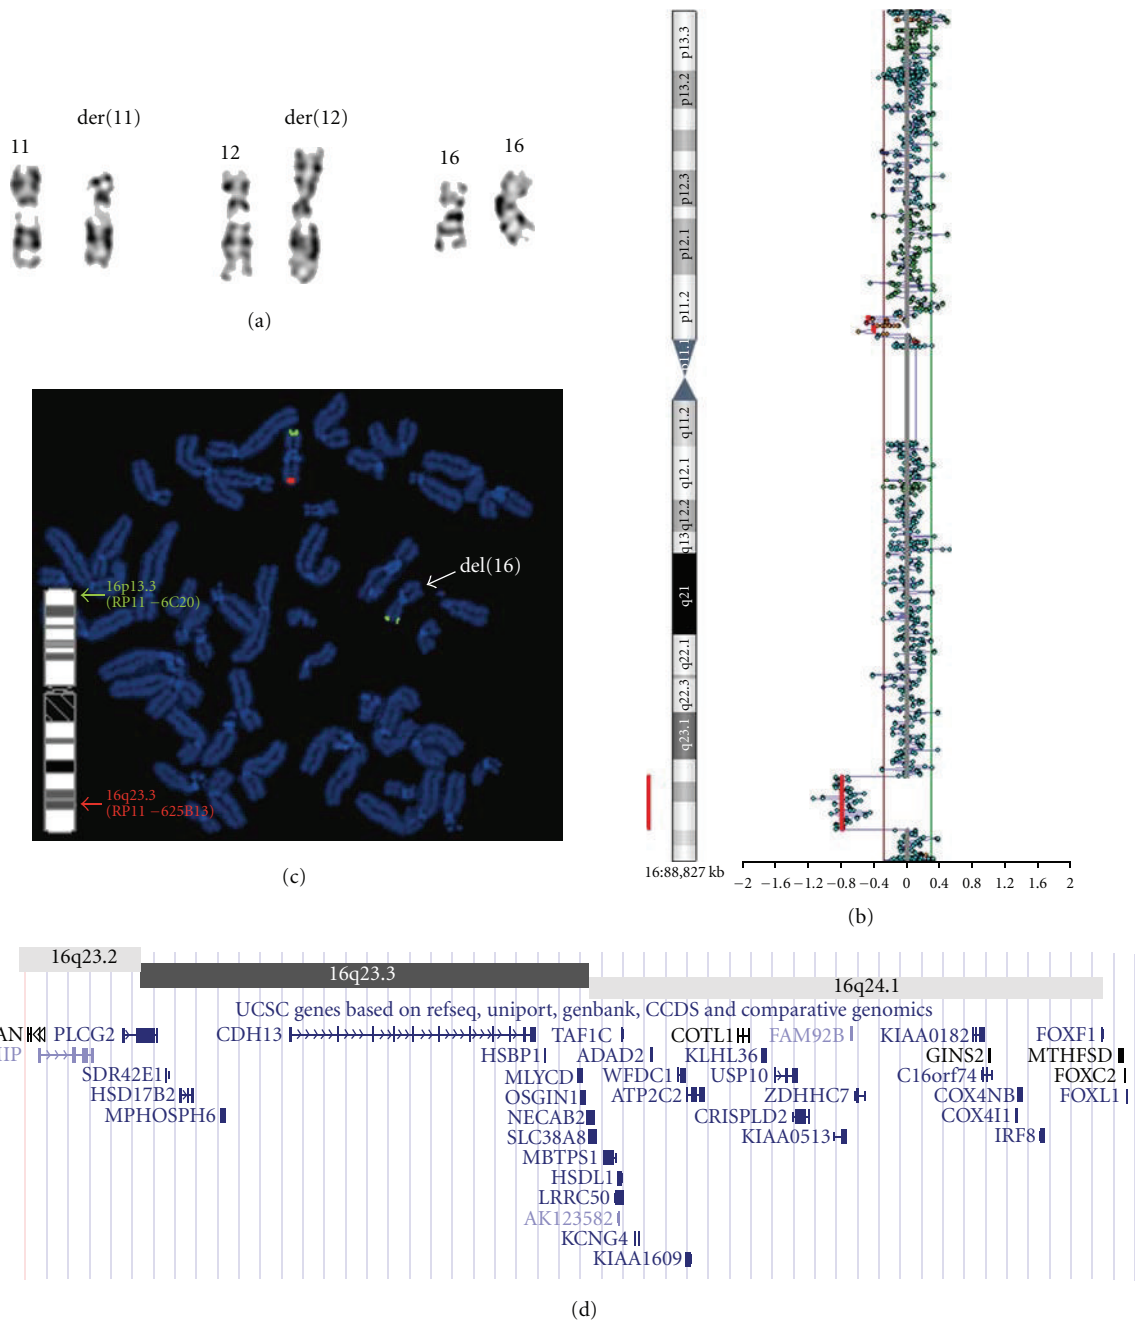 der(11)
der(12)
11
12
16
16
(a)
p13.3
p13.2
p12.3
p12.1
p11.2
p11.1
q11.2
q12.1
q12.2
q13
q21
q22.1
q22.3
q23.1
16:88,827 kb
−2 −1.6 −1.2 −0.8 −0.4 0 0.4 0.8 1.2 1.6 2
(b)
del(16)
16p13.3
(RP11 −6C20)
16q23.3
(RP11 −625B13)
(c)
16q23.2
16q23.3
16q24.1
UCSC genes based on refseq, uniport, genbank, CCDS and comparative genomics
AN PLCG2 CDH13 TAF1C COTL1 FAM92B KIAA0182 FOXF1
IP HSBP1 ADAD2 KLHL36 GINS2 MTHFSD
SDR42E1 MLYCD WFDC1 USP10 C16orf74 FOXC2
HSD17B2 OSGIN1 ATP2C2 ZDHHC7 COX4NB FOXL1
MPHOSPH6 NECAB2 CRISPLD2 COX4I1
SLC38A8 KIAA0513 IRF8
MBTPS1
HSDL1
LRRC50
AK123582
KCNG4
KIAA1609
(d)